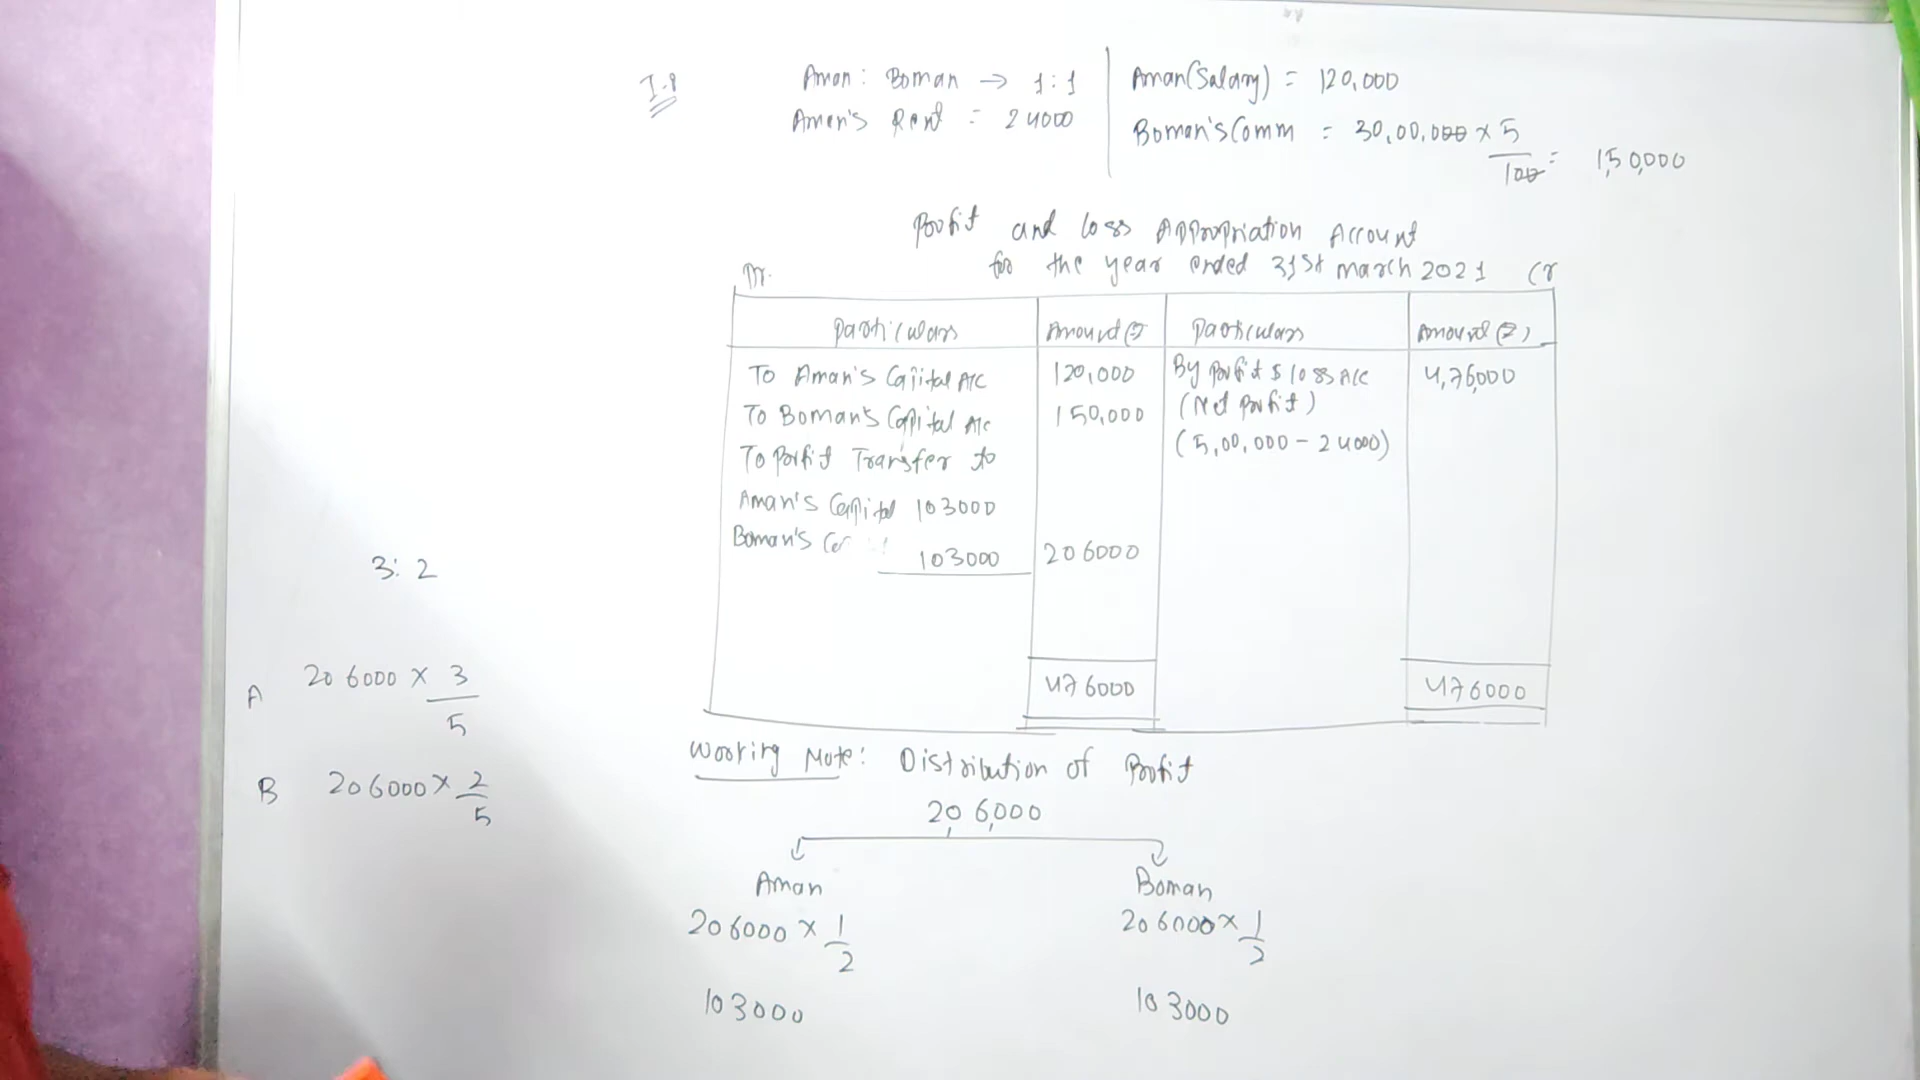 I.P
Aman : Boman → 1:1
Aman's Rent = 24000
Aman(Salary) = 120,000
Boman's Comm = 30,00,000 x 5/100 = 1,50,000
Profit and loss Appropriation Account
for the year ended 31st march 2021
Dr. Cr
Particulars Amount(₹ Particulars Amount(₹)
To Aman's Capital A/c 120,000 By Profit & loss A/c 4,76,000
To Boman's Capital A/c 150,000 (Net Profit)
To Profit Transfer to (5,00,000 - 24000)
Aman's Capital 103000
Boman's 103000 206000
476000 476000
3:2
A 206000 x 3/5
B 206000 x 2/5
Working Note: Distribution of Profit
206,000
Aman Boman
206000 x 1/2 206000 x 1/2
103000 103000